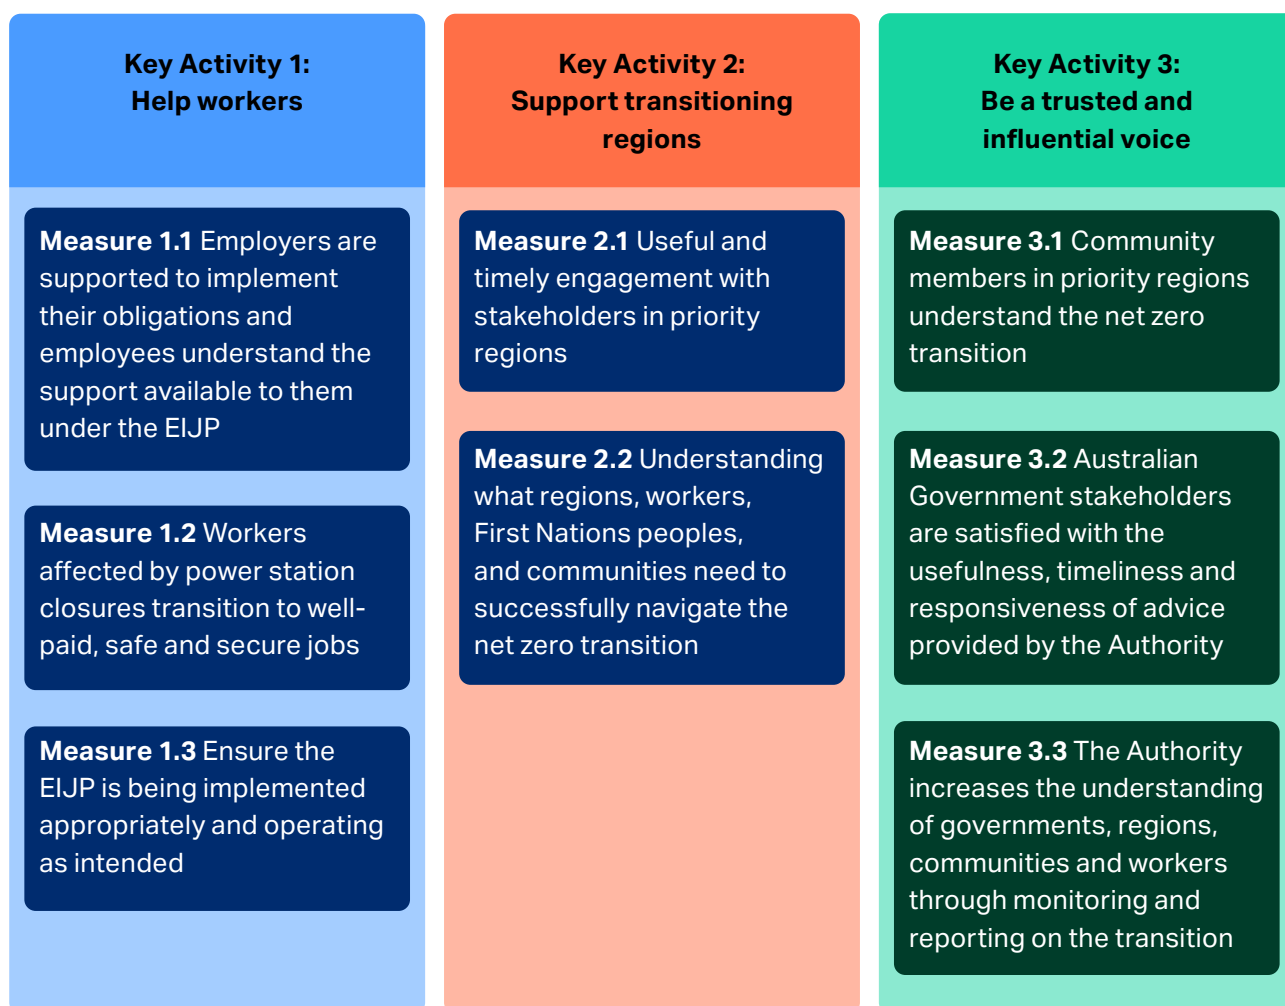 Key Activity 1:
Help workers
Measure 1.1 Employers are
supported to implement
their obligations and
employees understand the
support available to them
under the EIJP
Measure 1.2 Workers
affected by power station
closures transition to well-
paid, safe and secure jobs
Measure 1.3 Ensure the
EIJP is being implemented
appropriately and operating
as intended
Key Activity 2:
Support transitioning
regions
Measure 2.1 Useful and
timely engagement with
stakeholders in priority
regions
Measure 2.2 Understanding
what regions, workers,
First Nations peoples,
and communities need to
successfully navigate the
net zero transition
Key Activity 3:
Be a trusted and
influential voice
Measure 3.1 Community
members in priority regions
understand the net zero
transition
Measure 3.2 Australian
Government stakeholders
are satisfied with the
usefulness, timeliness and
responsiveness of advice
provided by the Authority
Measure 3.3 The Authority
increases the understanding
of governments, regions,
communities and workers
through monitoring and
reporting on the transition